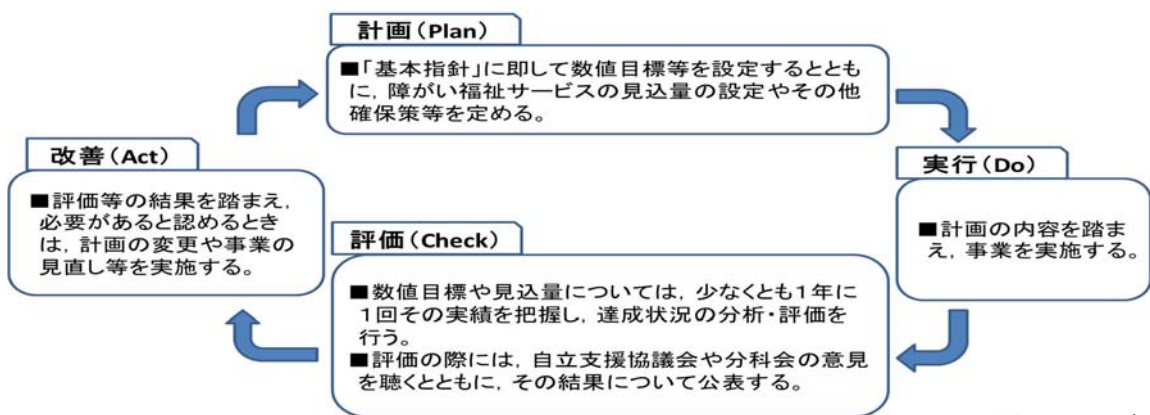 計画(Plan)
■「基本指針」に即して数値目標等を設定するととも
に，障がい福祉サービスの見込量の設定やその他
確保策等を定める。
実行(Do)
■計画の内容を踏ま
え，事業を実施する。
評価(Check)
■数値目標や見込量については，少なくとも1年に
1回その実績を把握し，達成状況の分析・評価を
行う。
■評価の際には，自立支援協議会や分科会の意見
を聴くとともに，その結果について公表する。
改善(Act)
■評価等の結果を踏まえ，
必要があると認めるとき
は，計画の変更や事業の
見直し等を実施する。